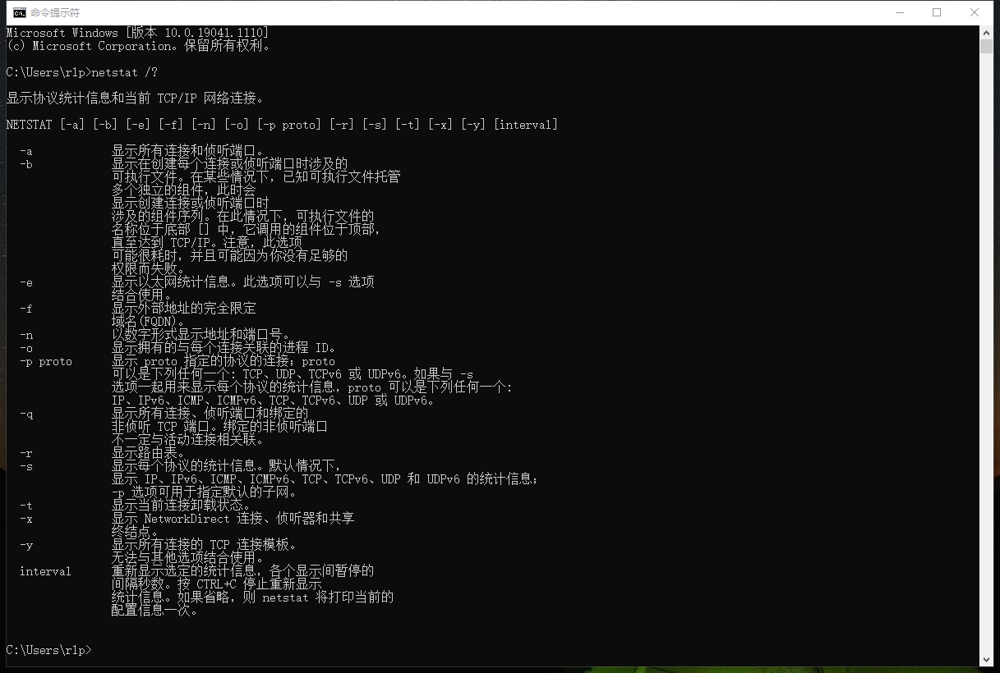 命令提示符
Microsoft Windows [版本 10.0.19041.1110]
(c) Microsoft Corporation。保留所有权利。
C:\Users\rlp>netstat /?
显示协议统计信息和当前 TCP/IP 网络连接。
NETSTAT [-a] [-b] [-e] [-f] [-n] [-o] [-p proto] [-r] [-s] [-t] [-x] [-y] [interval]
-a 显示所有连接和侦听端口。
-b 显示在创建每个连接或侦听端口时涉及的
可执行文件。在某些情况下，已知可执行文件托管
多个独立的组件，此时会
显示创建连接或侦听端口时
涉及的组件序列。在此情况下，可执行文件的
名称位于底部 [] 中，它调用的组件位于顶部，
直至达到 TCP/IP。注意，此选项
可能很耗时，并且可能因为你没有足够的
权限而失败。
-e 显示以太网统计信息。此选项可以与 -s 选项
结合使用。
-f 显示外部地址的完全限定
域名(FQDN)。
-n 以数字形式显示地址和端口号。
-o 显示拥有的与每个连接关联的进程 ID。
-p proto 显示 proto 指定的协议的连接；proto
可以是下列任何一个: TCP、UDP、TCPv6 或 UDPv6。如果与 -s
选项一起用来显示每个协议的统计信息，proto 可以是下列任何一个:
IP、IPv6、ICMP、ICMPv6、TCP、TCPv6、UDP 或 UDPv6。
-q 显示所有连接、侦听端口和绑定的
非侦听 TCP 端口。绑定的非侦听端口
不一定与活动连接相关联。
-r 显示路由表。
-s 显示每个协议的统计信息。默认情况下，
显示 IP、IPv6、ICMP、ICMPv6、TCP、TCPv6、UDP 和 UDPv6 的统计信息；
-p 选项可用于指定默认的子网。
-t 显示当前连接卸载状态。
-x 显示 NetworkDirect 连接、侦听器和共享
终结点。
-y 显示所有连接的 TCP 连接模板。
无法与其他选项结合使用。
interval 重新显示选定的统计信息，各个显示间暂停的
间隔秒数。按 CTRL+C 停止重新显示
统计信息。如果省略，则 netstat 将打印当前的
配置信息一次。
C:\Users\rlp>